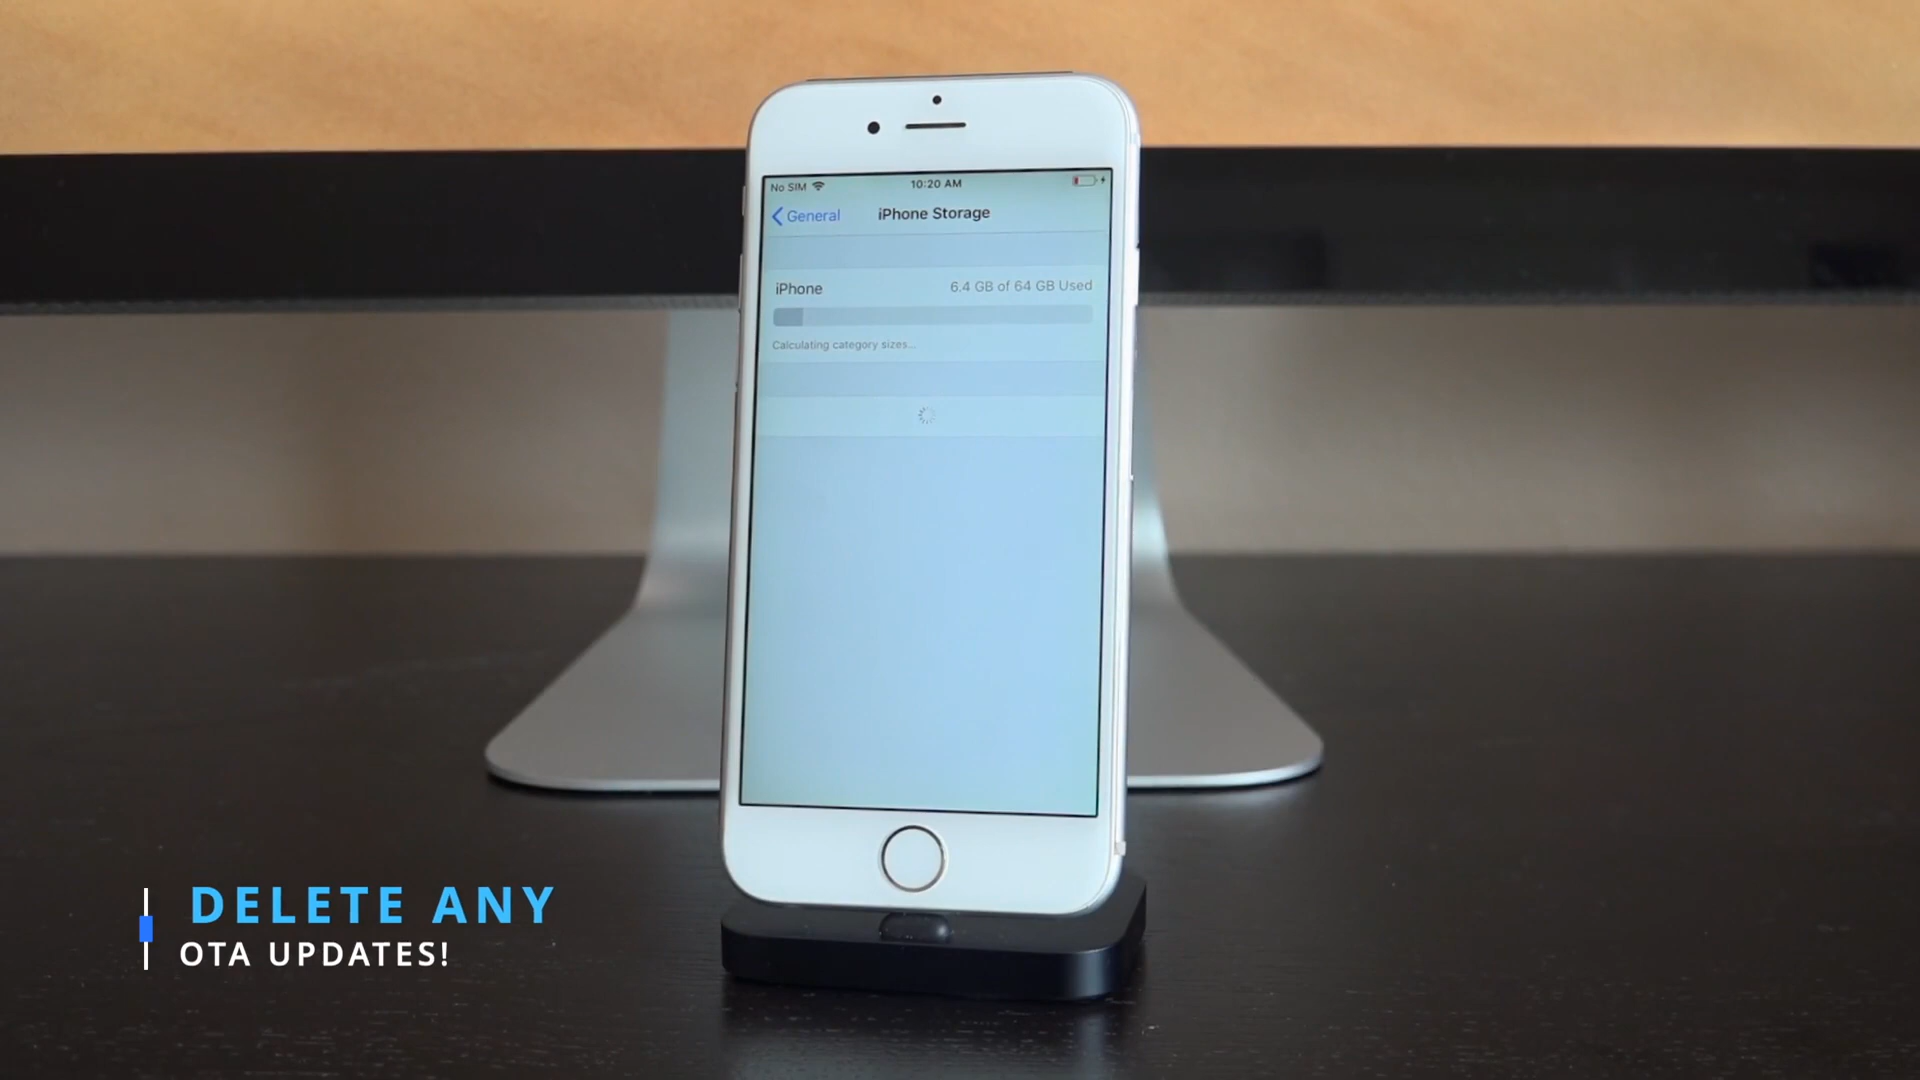 No SIM 10:20 AM
General iPhone Storage
iPhone 6.4 GB of 64 GB Used
Calculating category sizes...
DELETE ANY
OTA UPDATES!